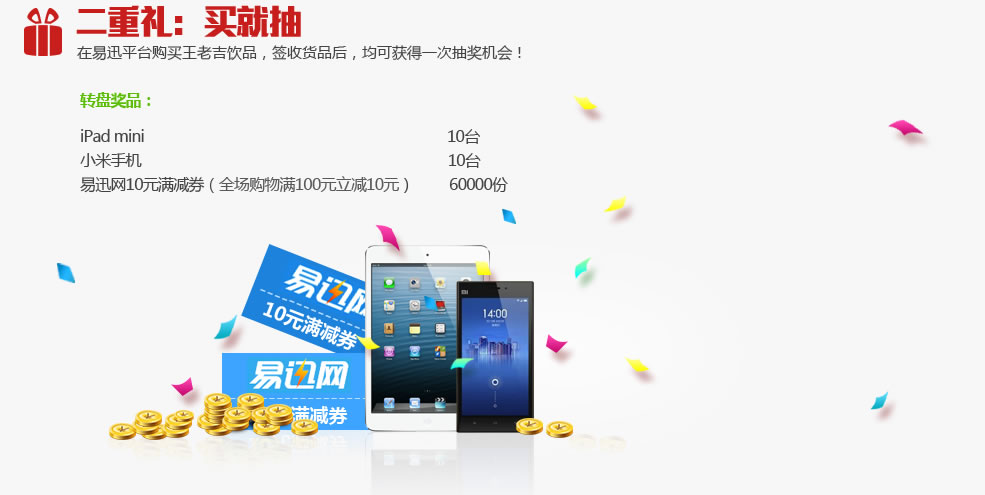 二重礼：买就抽
在易迅平台购买王老吉饮品，签收货品后，均可获得一次抽奖机会！
转盘奖品：
iPad mini 10台
小米手机 10台
易迅网10元满减券（全场购物满100元立减10元） 60000份
易迅网
10元满减券
14:00
易迅网
满减券